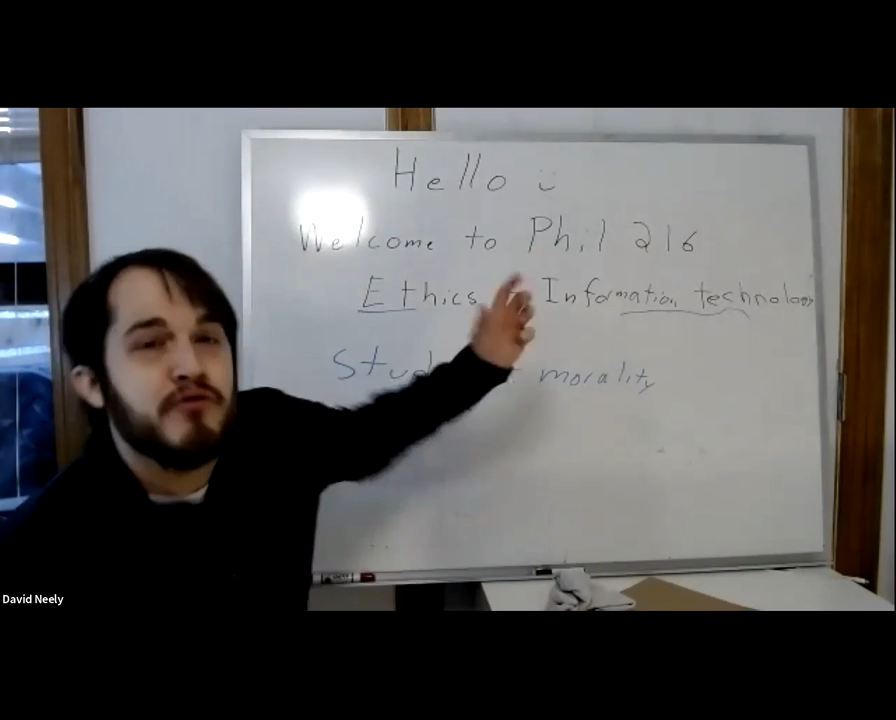 Hello
Welcome to Phil 216
Ethics Information technology
morality
David Neely